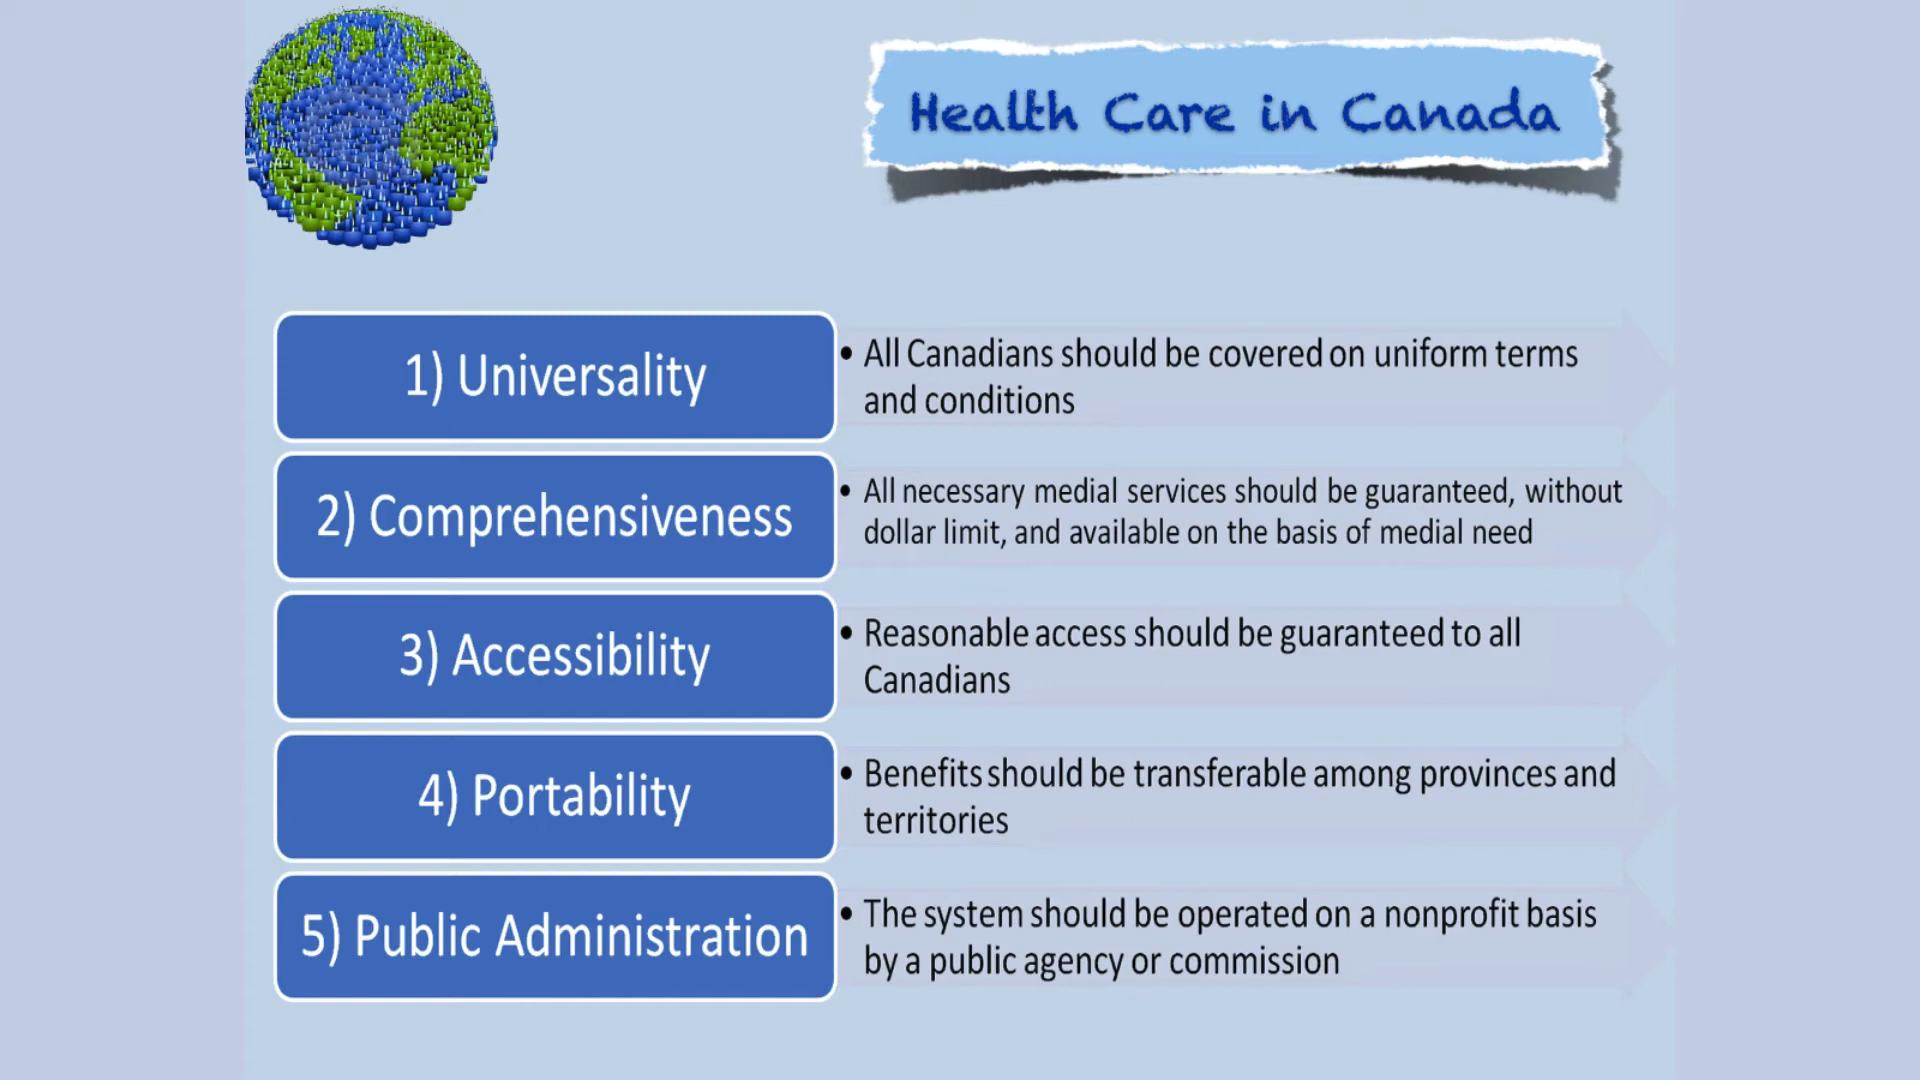 Health Care in Canada
1) Universality
• All Canadians should be covered on uniform terms
and conditions
2) Comprehensiveness
• All necessary medial services should be guaranteed, without
dollar limit, and available on the basis of medial need
3) Accessibility
• Reasonable access should be guaranteed to all
Canadians
4) Portability
• Benefits should be transferable among provinces and
territories
5) Public Administration
• The system should be operated on a nonprofit basis
by a public agency or commission